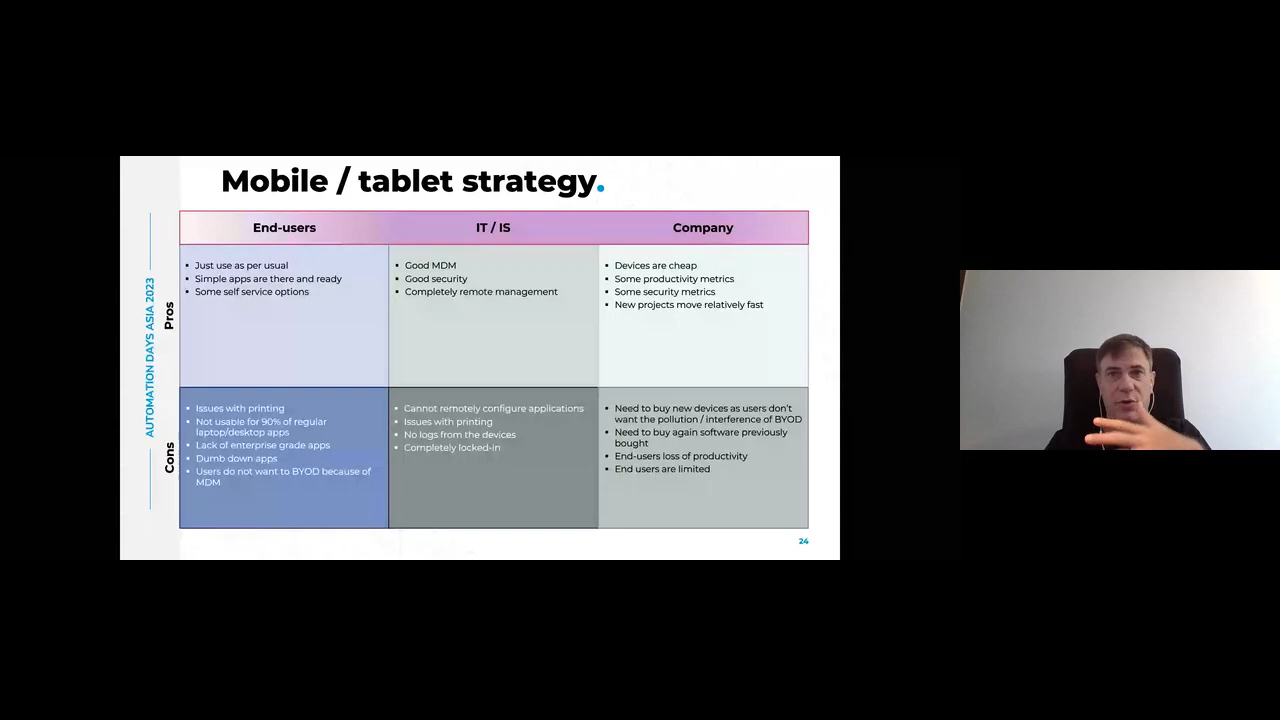 Mobile / tablet strategy.
AUTOMATION DAYS ASIA 2023
End-users
IT / IS
Company
Pros
▪ Just use as per usual
▪ Simple apps are there and ready
▪ Some self service options
▪ Good MDM
▪ Good security
▪ Completely remote management
▪ Devices are cheap
▪ Some productivity metrics
▪ Some security metrics
▪ New projects move relatively fast
Cons
▪ Issues with printing
▪ Not usable for 90% of regular
laptop/desktop apps
▪ Lack of enterprise grade apps
▪ Dumb down apps
▪ Users do not want to BYOD because of
MDM
▪ Cannot remotely configure applications
▪ Issues with printing
▪ No logs from the devices
▪ Completely locked-in
▪ Need to buy new devices as users don't
want the pollution / interference of BYOD
▪ Need to buy again software previously
bought
▪ End-users loss of productivity
▪ End users are limited
24